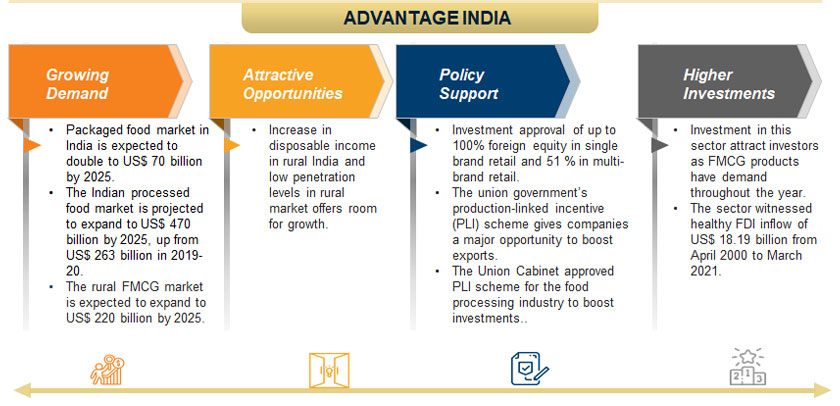 ADVANTAGE INDIA
Growing
Demand
• Packaged food market in
India is expected to
double to US$ 70 billion
by 2025.
• The Indian processed
food market is projected
to expand to US$ 470
billion by 2025, up from
US$ 263 billion in 2019-
20.
• The rural FMCG market
is expected to expand to
US$ 220 billion by 2025.
Attractive
Opportunities
• Increase in
disposable income
in rural India and
low penetration
levels in rural
market offers room
for growth.
Policy
Support
• Investment approval of up to
100% foreign equity in single
brand retail and 51 % in multi-
brand retail.
• The union government’s
production-linked incentive
(PLI) scheme gives companies
a major opportunity to boost
exports.
• The Union Cabinet approved
PLI scheme for the food
processing industry to boost
investments..
Higher
Investments
• Investment in this
sector attract investors
as FMCG products
have demand
throughout the year.
• The sector witnessed
healthy FDI inflow of
US$ 18.19 billion from
April 2000 to March
2021.
$
2 1 3